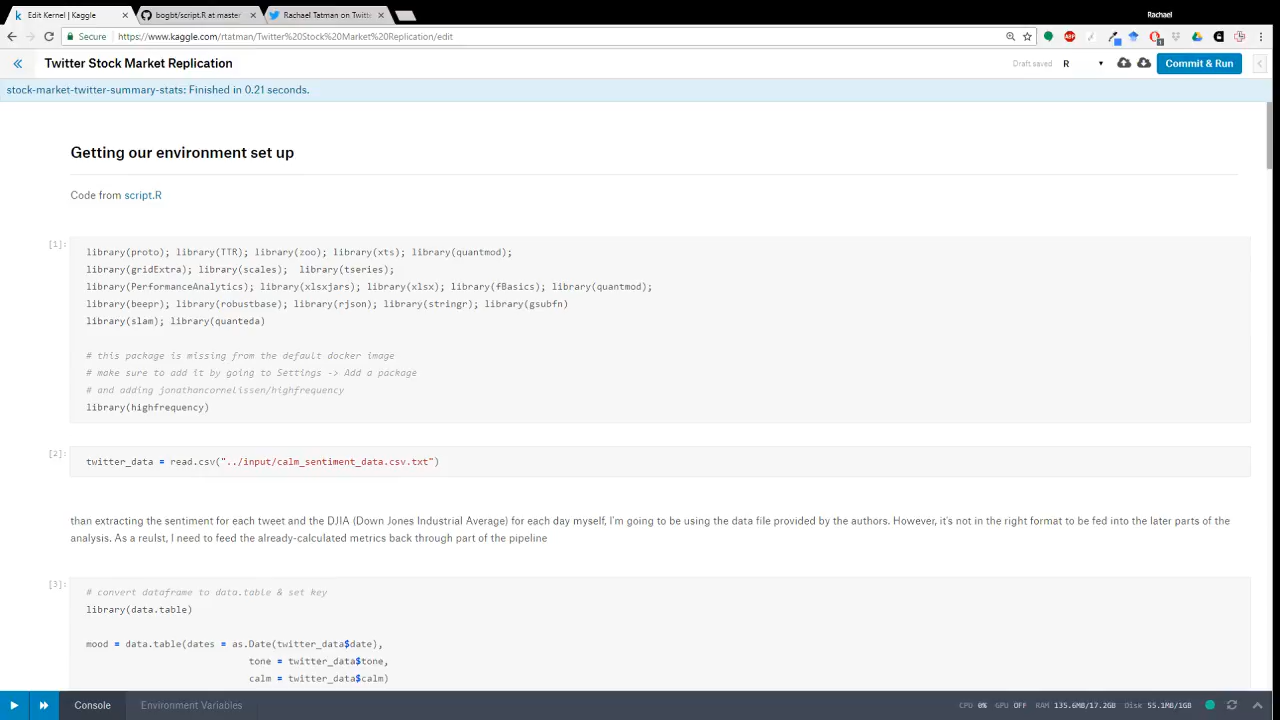 Edit Kernel | Kaggle
bogbt/script.R at master
Rachael Tatman on Twitt
Rachael
Secure https://www.kaggle.com/rtatman/Twitter%20Stock%20Market%20Replication/edit
Twitter Stock Market Replication
Draft saved
R
Commit & Run
stock-market-twitter-summary-stats: Finished in 0.21 seconds.
Getting our environment set up
Code from script.R
[1]:
library(proto); library(TTR); library(zoo); library(xts); library(quantmod);
library(gridExtra); library(scales); library(tseries);
library(PerformanceAnalytics); library(xlsxjars); library(xlsx); library(fBasics); library(quantmod);
library(beepr); library(robustbase); library(rjson); library(stringr); library(gsubfn)
library(slam); library(quanteda)
# this package is missing from the default docker image
# make sure to add it by going to Settings -> Add a package
# and adding jonathancornelissen/highfrequency
library(highfrequency)
[2]:
twitter_data = read.csv("../input/calm_sentiment_data.csv.txt")
than extracting the sentiment for each tweet and the DJIA (Down Jones Industrial Average) for each day myself, I'm going to be using the data file provided by the authors. However, it's not in the right format to be fed into the later parts of the
analysis. As a reulst, I need to feed the already-calculated metrics back through part of the pipeline
[3]:
# convert dataframe to data.table & set key
library(data.table)
mood = data.table(dates = as.Date(twitter_data$date),
tone = twitter_data$tone,
calm = twitter_data$calm)
Console
Environment Variables
CPU 0% GPU OFF RAM 135.6MB/17.2GB Disk 55.1MB/1GB